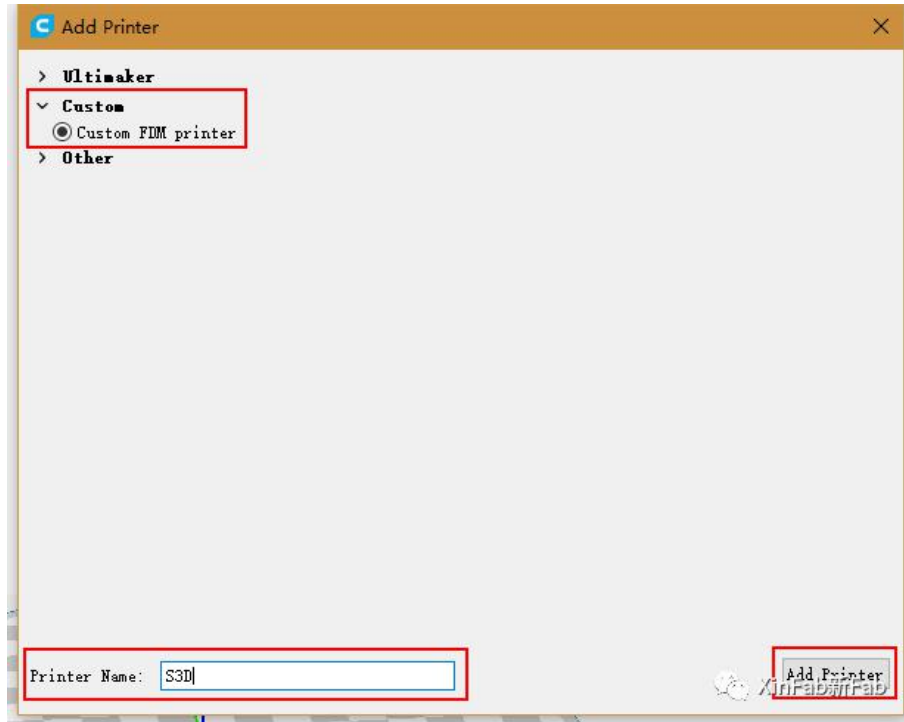 Add Printer
Ultimaker
Custom
Custom FDM printer
Other
Printer Name: S3D
Add Printer
XinFab新Fab